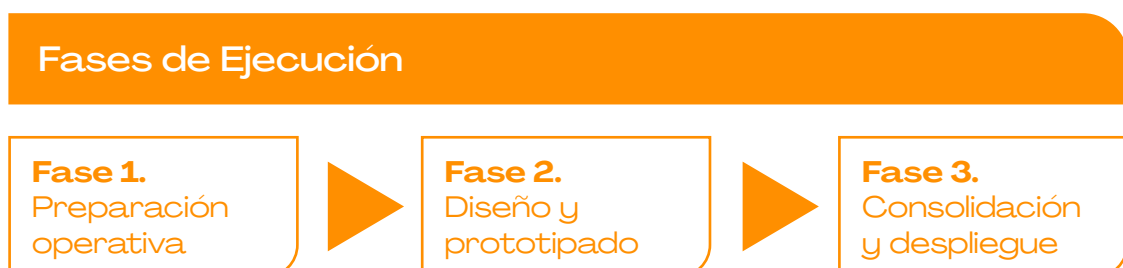 Fases de Ejecución
Fase 1.
Preparación
operativa
Fase 2.
Diseño y
prototipado
Fase 3.
Consolidación
y despliegue